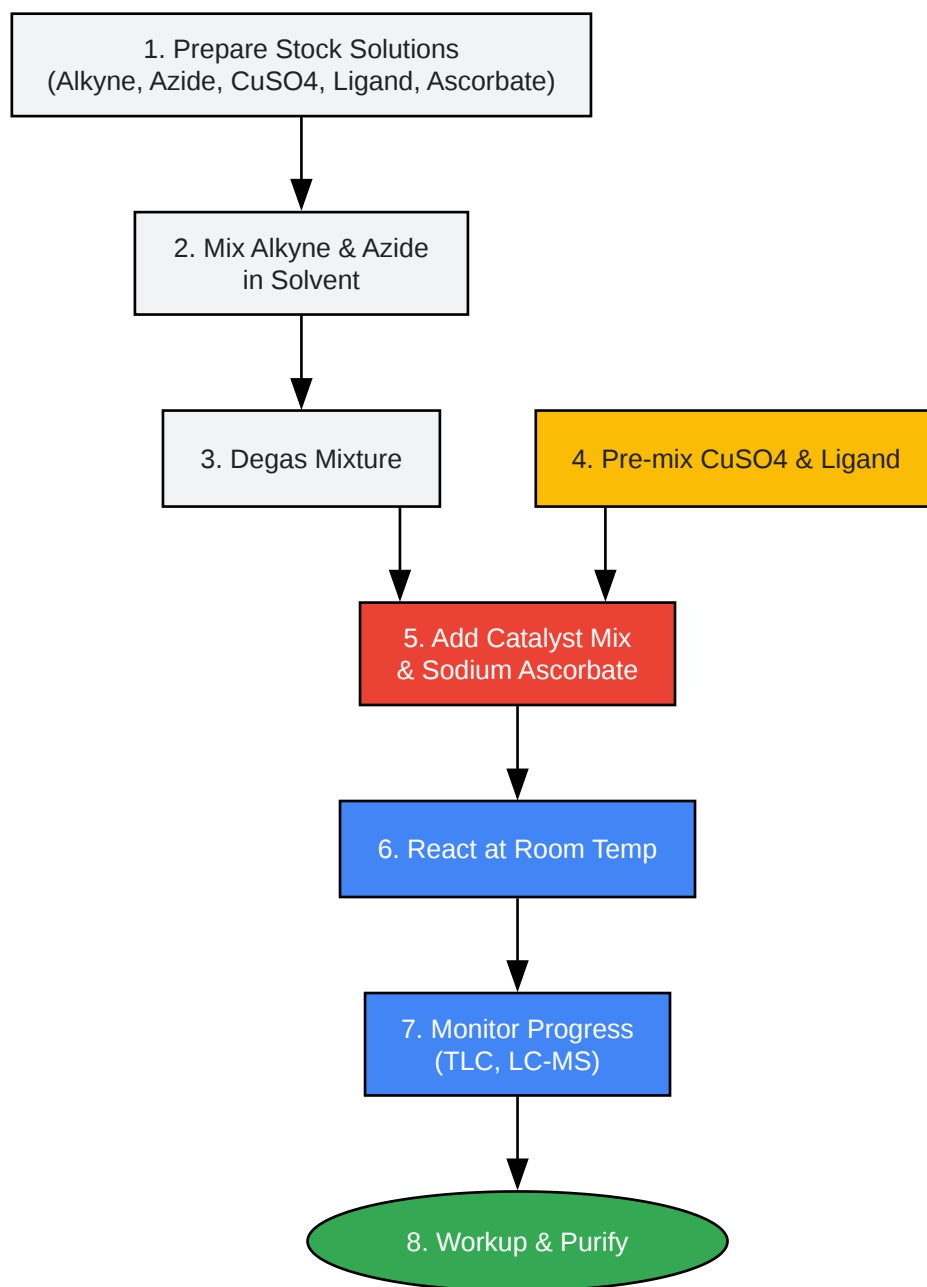 1. Prepare Stock Solutions
(Alkyne, Azide, CuSO4, Ligand, Ascorbate)
2. Mix Alkyne & Azide
in Solvent
3. Degas Mixture
4. Pre-mix CuSO4 & Ligand
5. Add Catalyst Mix
& Sodium Ascorbate
6. React at Room Temp
7. Monitor Progress
(TLC, LC-MS)
8. Workup & Purify